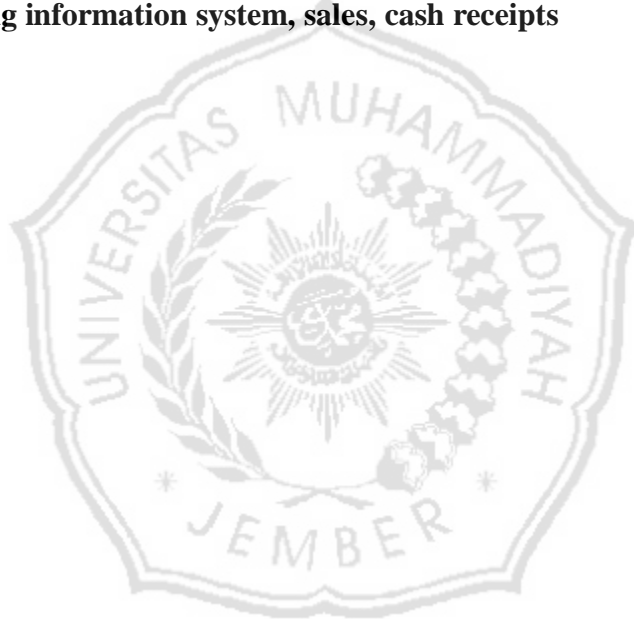 g information system, sales, cash receipts
UNIVERSITAS MUHAMMADIYAH
* JEMBER *